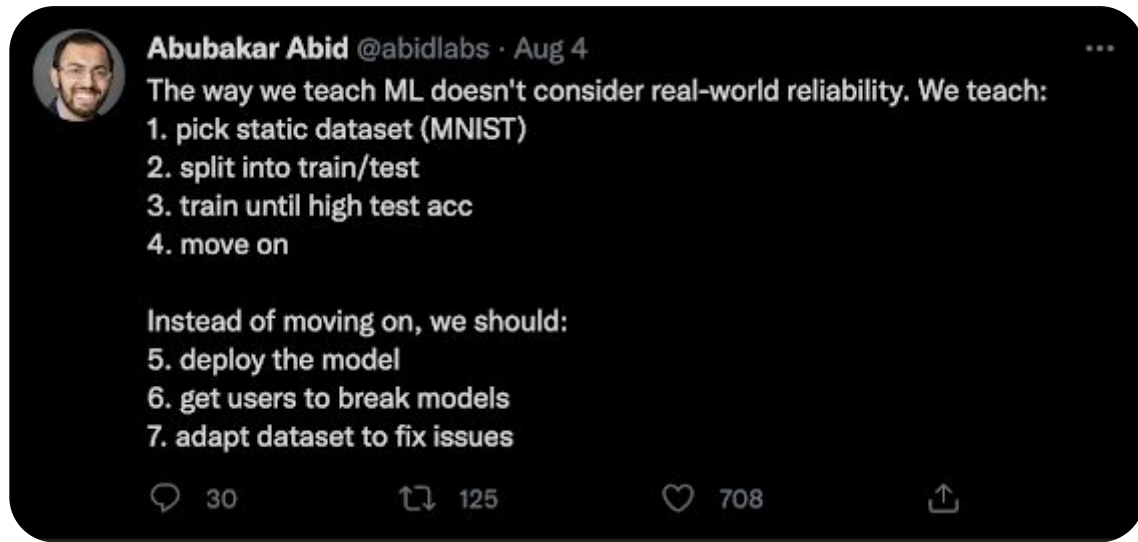 Abubakar Abid @abidlabs · Aug 4
The way we teach ML doesn't consider real-world reliability. We teach:
1. pick static dataset (MNIST)
2. split into train/test
3. train until high test acc
4. move on
Instead of moving on, we should:
5. deploy the model
6. get users to break models
7. adapt dataset to fix issues
30 125 708